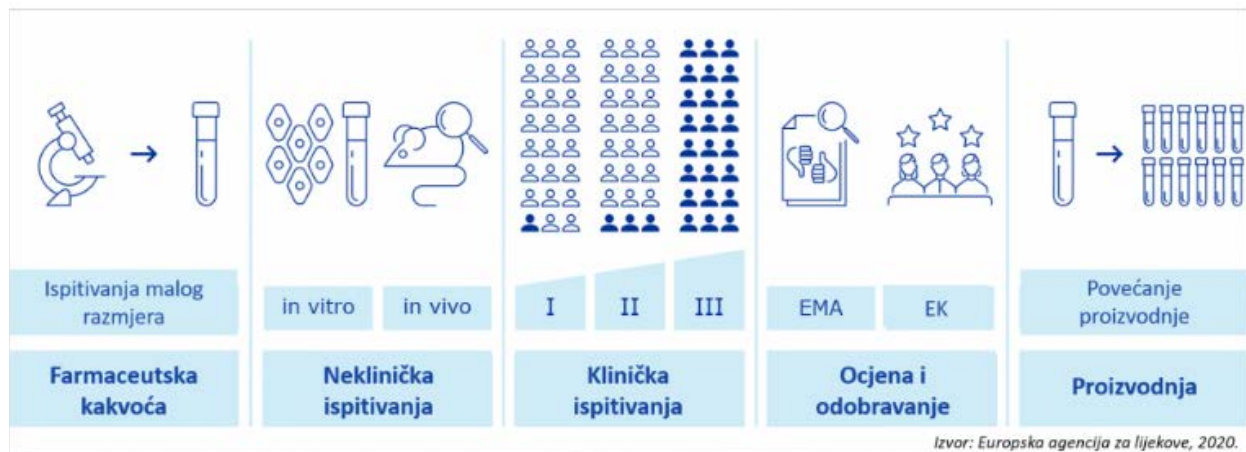 Ispitivanja malog
razmjera
in vitro
in vivo
I
II
III
EMA
EK
Povećanje
proizvodnje
Farmaceutska
kakvoća
Neklinička
ispitivanja
Klinička
ispitivanja
Ocjena i
odobravanje
Proizvodnja
Izvor: Europska agencija za lijekove, 2020.